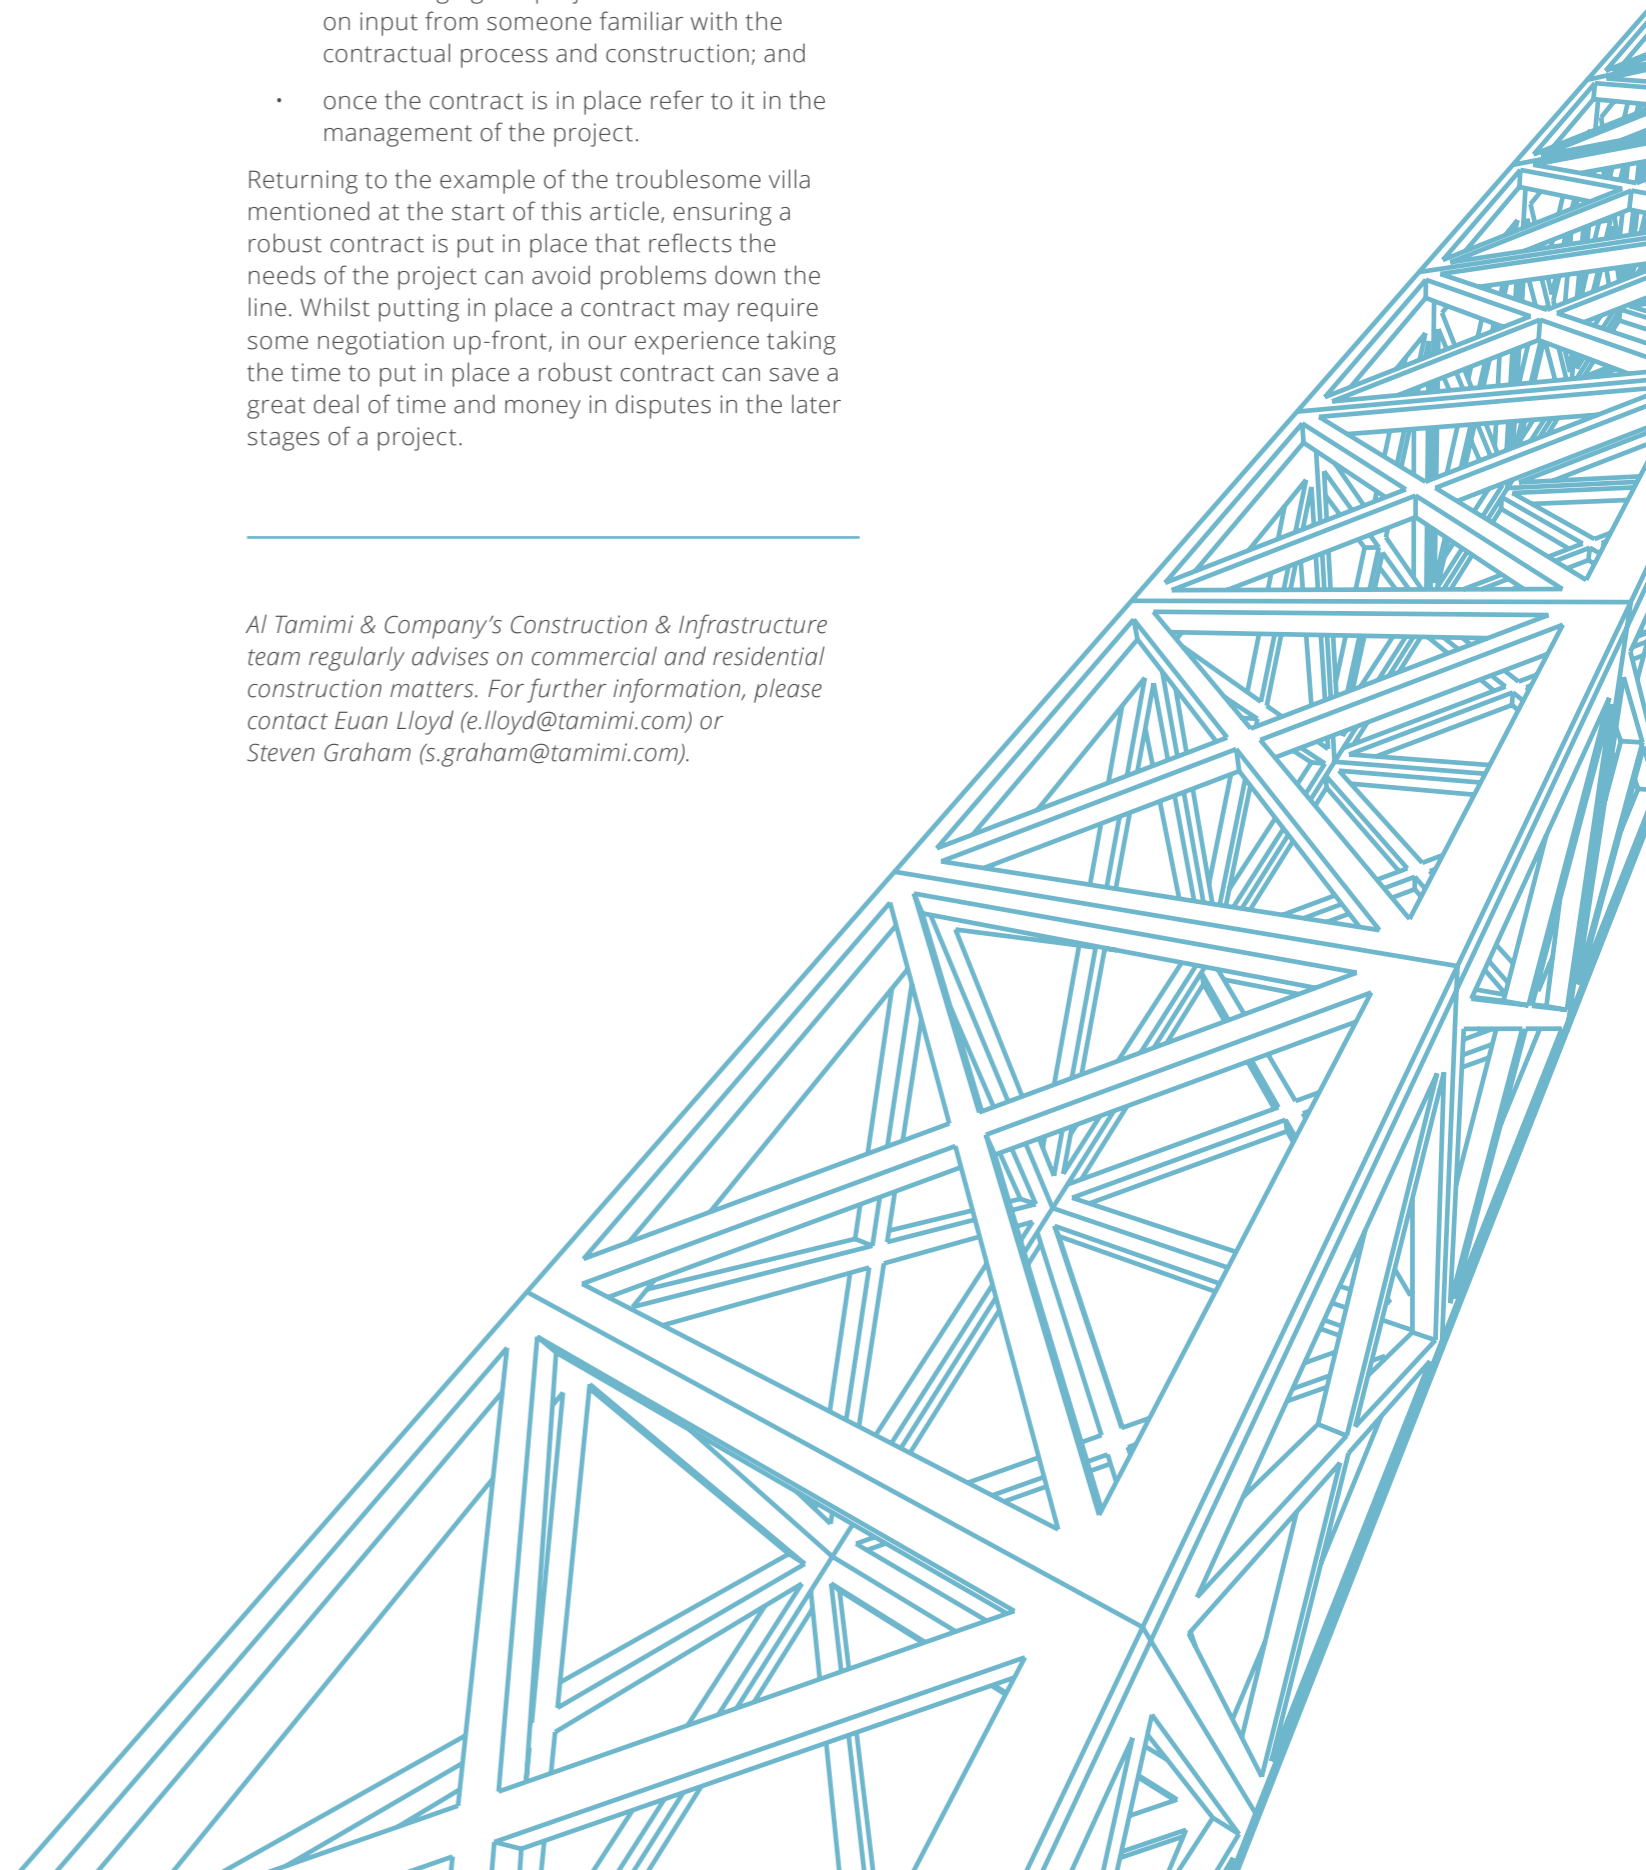 on input from someone familiar with the
contractual process and construction; and
• once the contract is in place refer to it in the
management of the project.
Returning to the example of the troublesome villa
mentioned at the start of this article, ensuring a
robust contract is put in place that reflects the
needs of the project can avoid problems down the
line. Whilst putting in place a contract may require
some negotiation up-front, in our experience taking
the time to put in place a robust contract can save a
great deal of time and money in disputes in the later
stages of a project.
Al Tamimi & Company’s Construction & Infrastructure
team regularly advises on commercial and residential
construction matters. For further information, please
contact Euan Lloyd (e.lloyd@tamimi.com) or
Steven Graham (s.graham@tamimi.com).